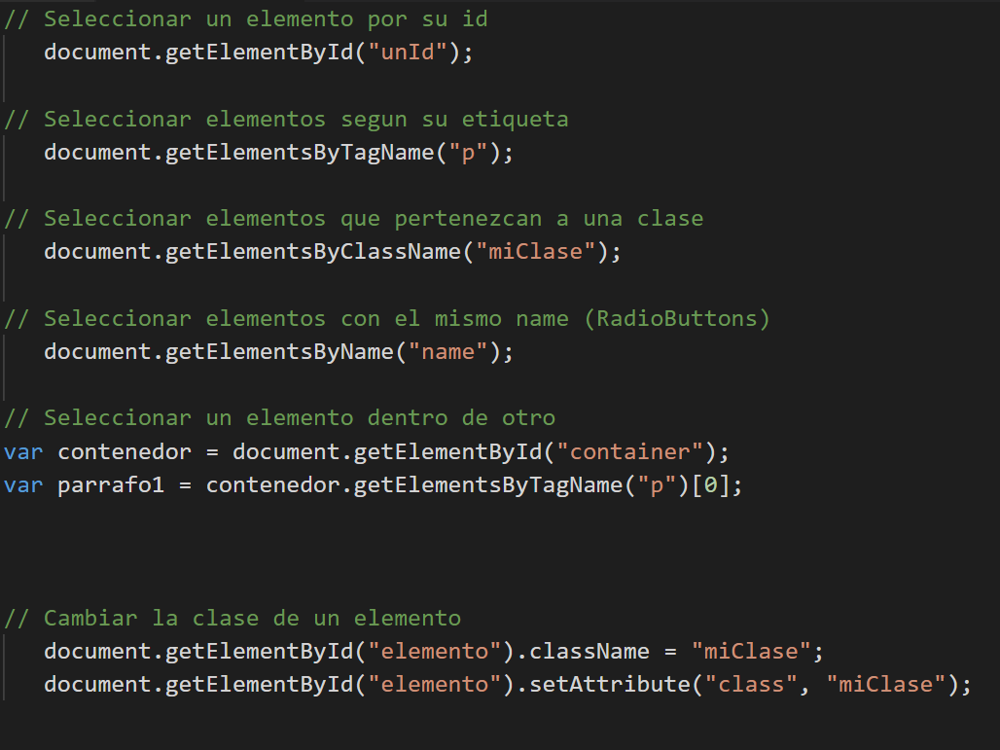 // Seleccionar un elemento por su id
document.getElementById("unId");
// Seleccionar elementos segun su etiqueta
document.getElementsByTagName("p");
// Seleccionar elementos que pertenezcan a una clase
document.getElementsByClassName("miClase");
// Seleccionar elementos con el mismo name (RadioButtons)
document.getElementsByName("name");
// Seleccionar un elemento dentro de otro
var contenedor = document.getElementById("container");
var parrafo1 = contenedor.getElementsByTagName("p")[0];
// Cambiar la clase de un elemento
document.getElementById("elemento").className = "miClase";
document.getElementById("elemento").setAttribute("class", "miClase");